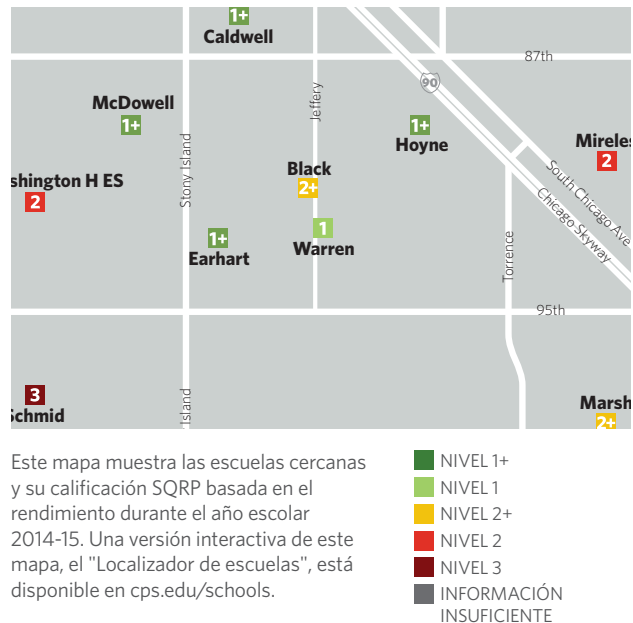 1+
Caldwell
87th
90
McDowell
1+
Jeffery
1+
Hoyne
Stony Island
Mireles
2
shington H ES
2
Black
2+
South Chicago Ave
Chicago Skyway
1+
Earhart
1
Warren
Torrence
95th
3
Schmid
Island
Marsh
2+
Este mapa muestra las escuelas cercanas
y su calificación SQRP basada en el
rendimiento durante el año escolar
2014-15. Una versión interactiva de este
mapa, el "Localizador de escuelas", está
disponible en cps.edu/schools.
NIVEL 1+
NIVEL 1
NIVEL 2+
NIVEL 2
NIVEL 3
INFORMACIÓN
INSUFICIENTE